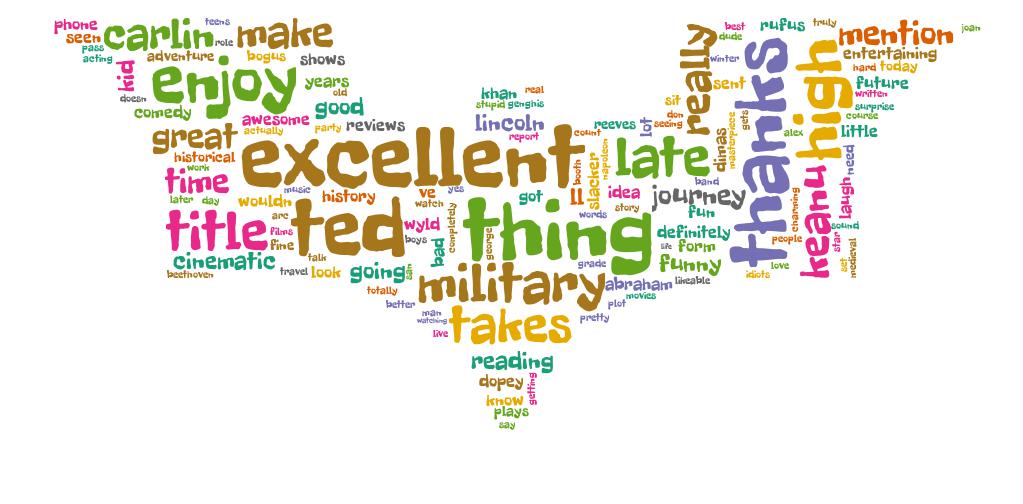 phone
teens
best
rufus
truly
seen
carlin
role
make
dude
mention
joan
pass
acting
adventure
bogus
shows
really
winter
entertaining
kid
enjoy
years
old
sent
thanks
high
hard
today
doesn
comedy
good
khan
real
sit
future
written
awesome
party
reviews
stupid
genghis
don
seeing
gets
surprise
course
great
actually
lincoln
report
count
reeves
lot
dimas
masterpiece
alex
little
historical
excellent
booth
napoleon
late
need
work
time
music
slacker
band
keanu
laugh
later
day
wouldn
history
ve
yes
watch
got
ll
idea
story
journey
charming
title
arc
films
ted
wyld
completely
thing
words
fun
sound
fine
boys
bad
george
definitely
people
star
cinematic
talk
life
form
set
medieval
beethoven
travel
look
going
san
military
grade
funny
love
idiots
totally
abraham
likeable
better
movies
plot
man
watching
takes
pretty
live
reading
dopey
getting
know
plays
say